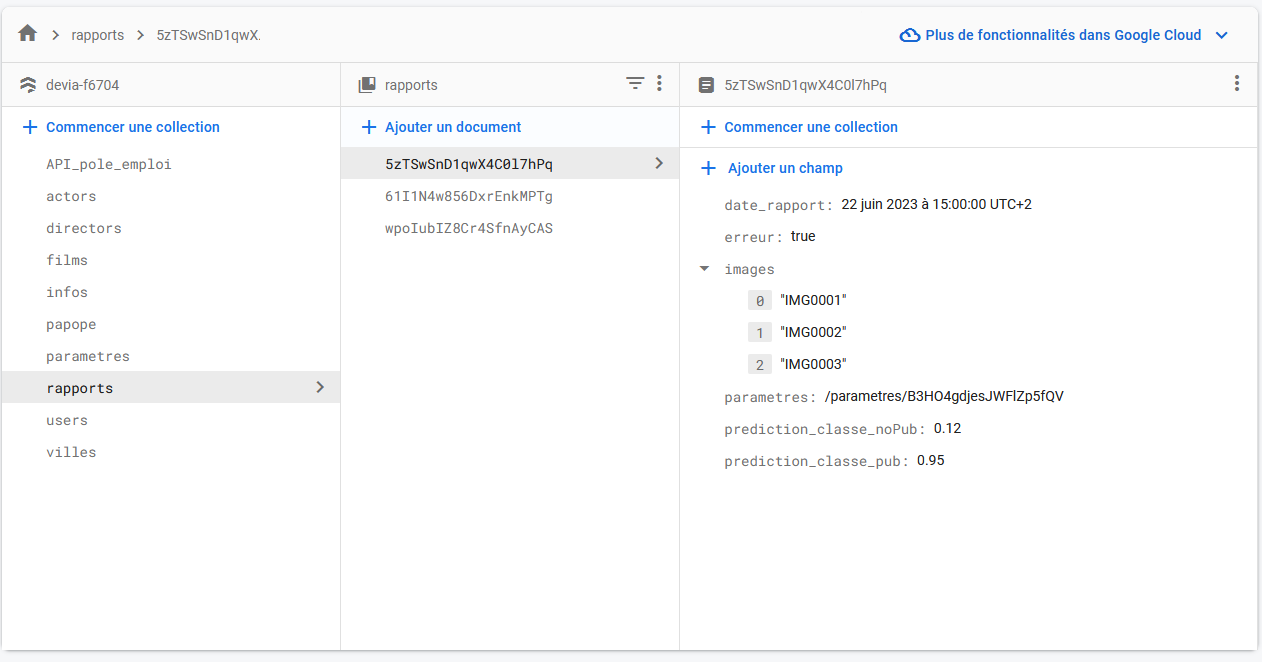 rapports > 5zTSwSnD1qwX.
Plus de fonctionnalités dans Google Cloud
devia-f6704
Commencer une collection
API_pole_emploi
actors
directors
films
infos
papope
parametres
rapports
users
villes
rapports
Ajouter un document
5zTSwSnD1qwX4C0l7hPq
61I1N4w856DxrEnkMPTg
wpoIubIZ8Cr4SfnAyCAS
5zTSwSnD1qwX4C0l7hPq
Commencer une collection
Ajouter un champ
date_rapport: 22 juin 2023 à 15:00:00 UTC+2
erreur: true
images
0 "IMG0001"
1 "IMG0002"
2 "IMG0003"
parametres: /parametres/B3HO4gdjesJWFlZp5fQV
prediction_classe_noPub: 0.12
prediction_classe_pub: 0.95